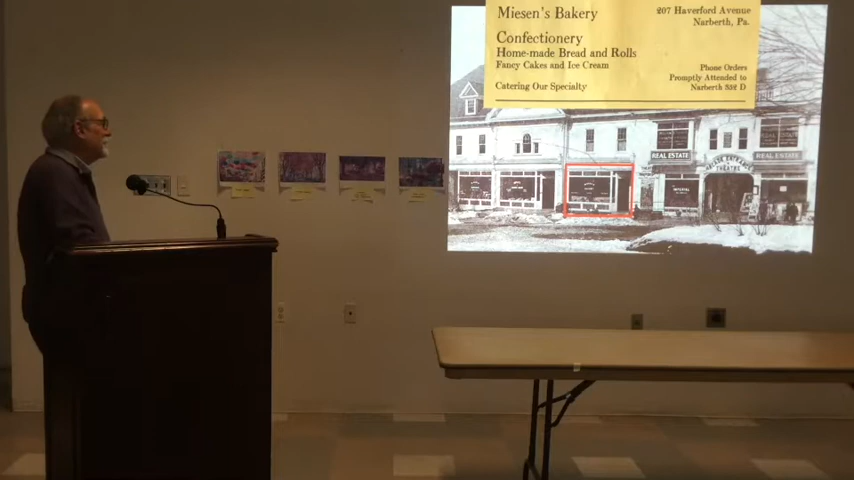 Miesen's Bakery
207 Haverford Avenue
Narberth, Pa.
Confectionery
Home-made Bread and Rolls
Fancy Cakes and Ice Cream
Phone Orders
Promptly Attended to
Narberth 352 D
Catering Our Specialty
REAL ESTATE
REAL ESTATE
THEATRE